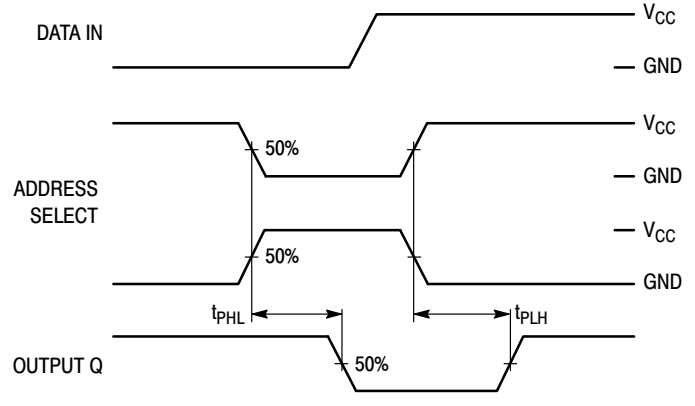 DATA IN
V_CC
GND
ADDRESS
SELECT
50%
V_CC
GND
50%
V_CC
GND
t_PHL
t_PLH
OUTPUT Q
50%